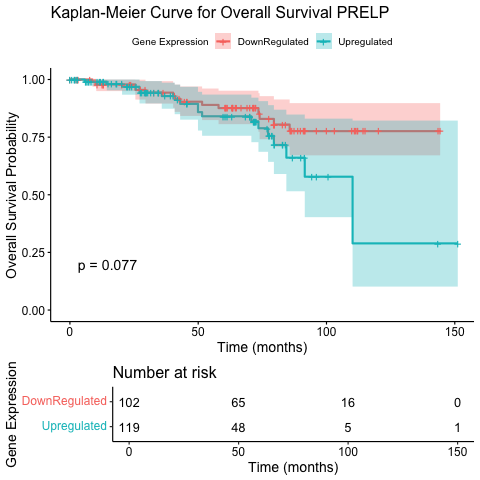 Kaplan-Meier Curve for Overall Survival PRELP
Gene Expression DownRegulated Upregulated
Overall Survival Probability
1.00
0.75
0.50
0.25
0.00
p = 0.077
0 50 100 150
Time (months)
Number at risk
Gene Expression
DownRegulated 102 65 16 0
Upregulated 119 48 5 1
0 50 100 150
Time (months)